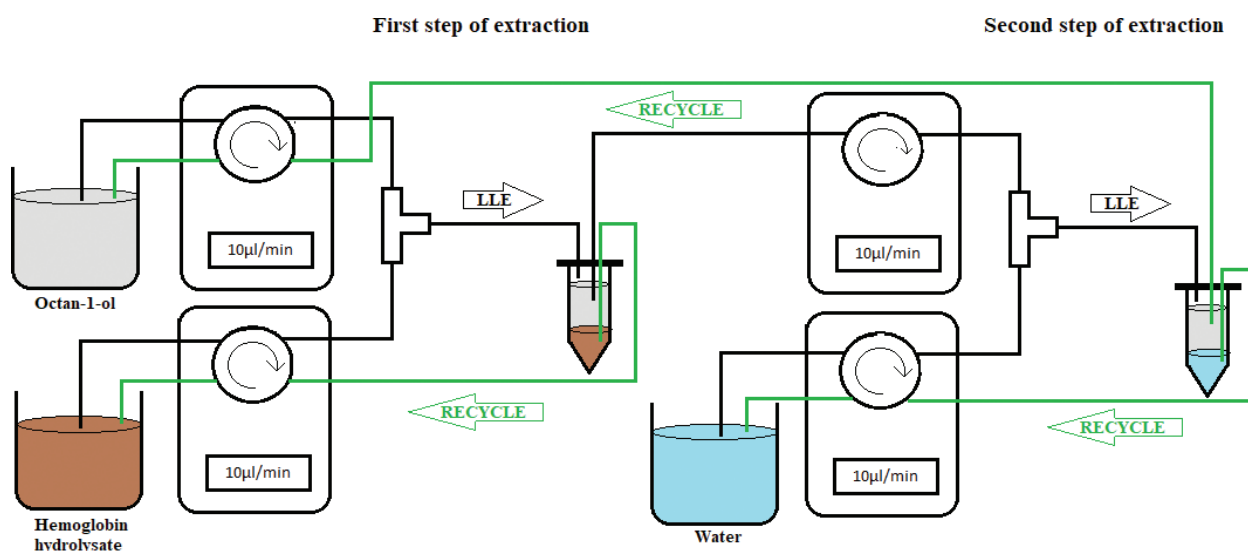 First step of extraction
Second step of extraction
RECYCLE
LLE
LLE
10µl/min
10µl/min
Octan-1-ol
RECYCLE
RECYCLE
10µl/min
10µl/min
Hemoglobin
hydrolysate
Water